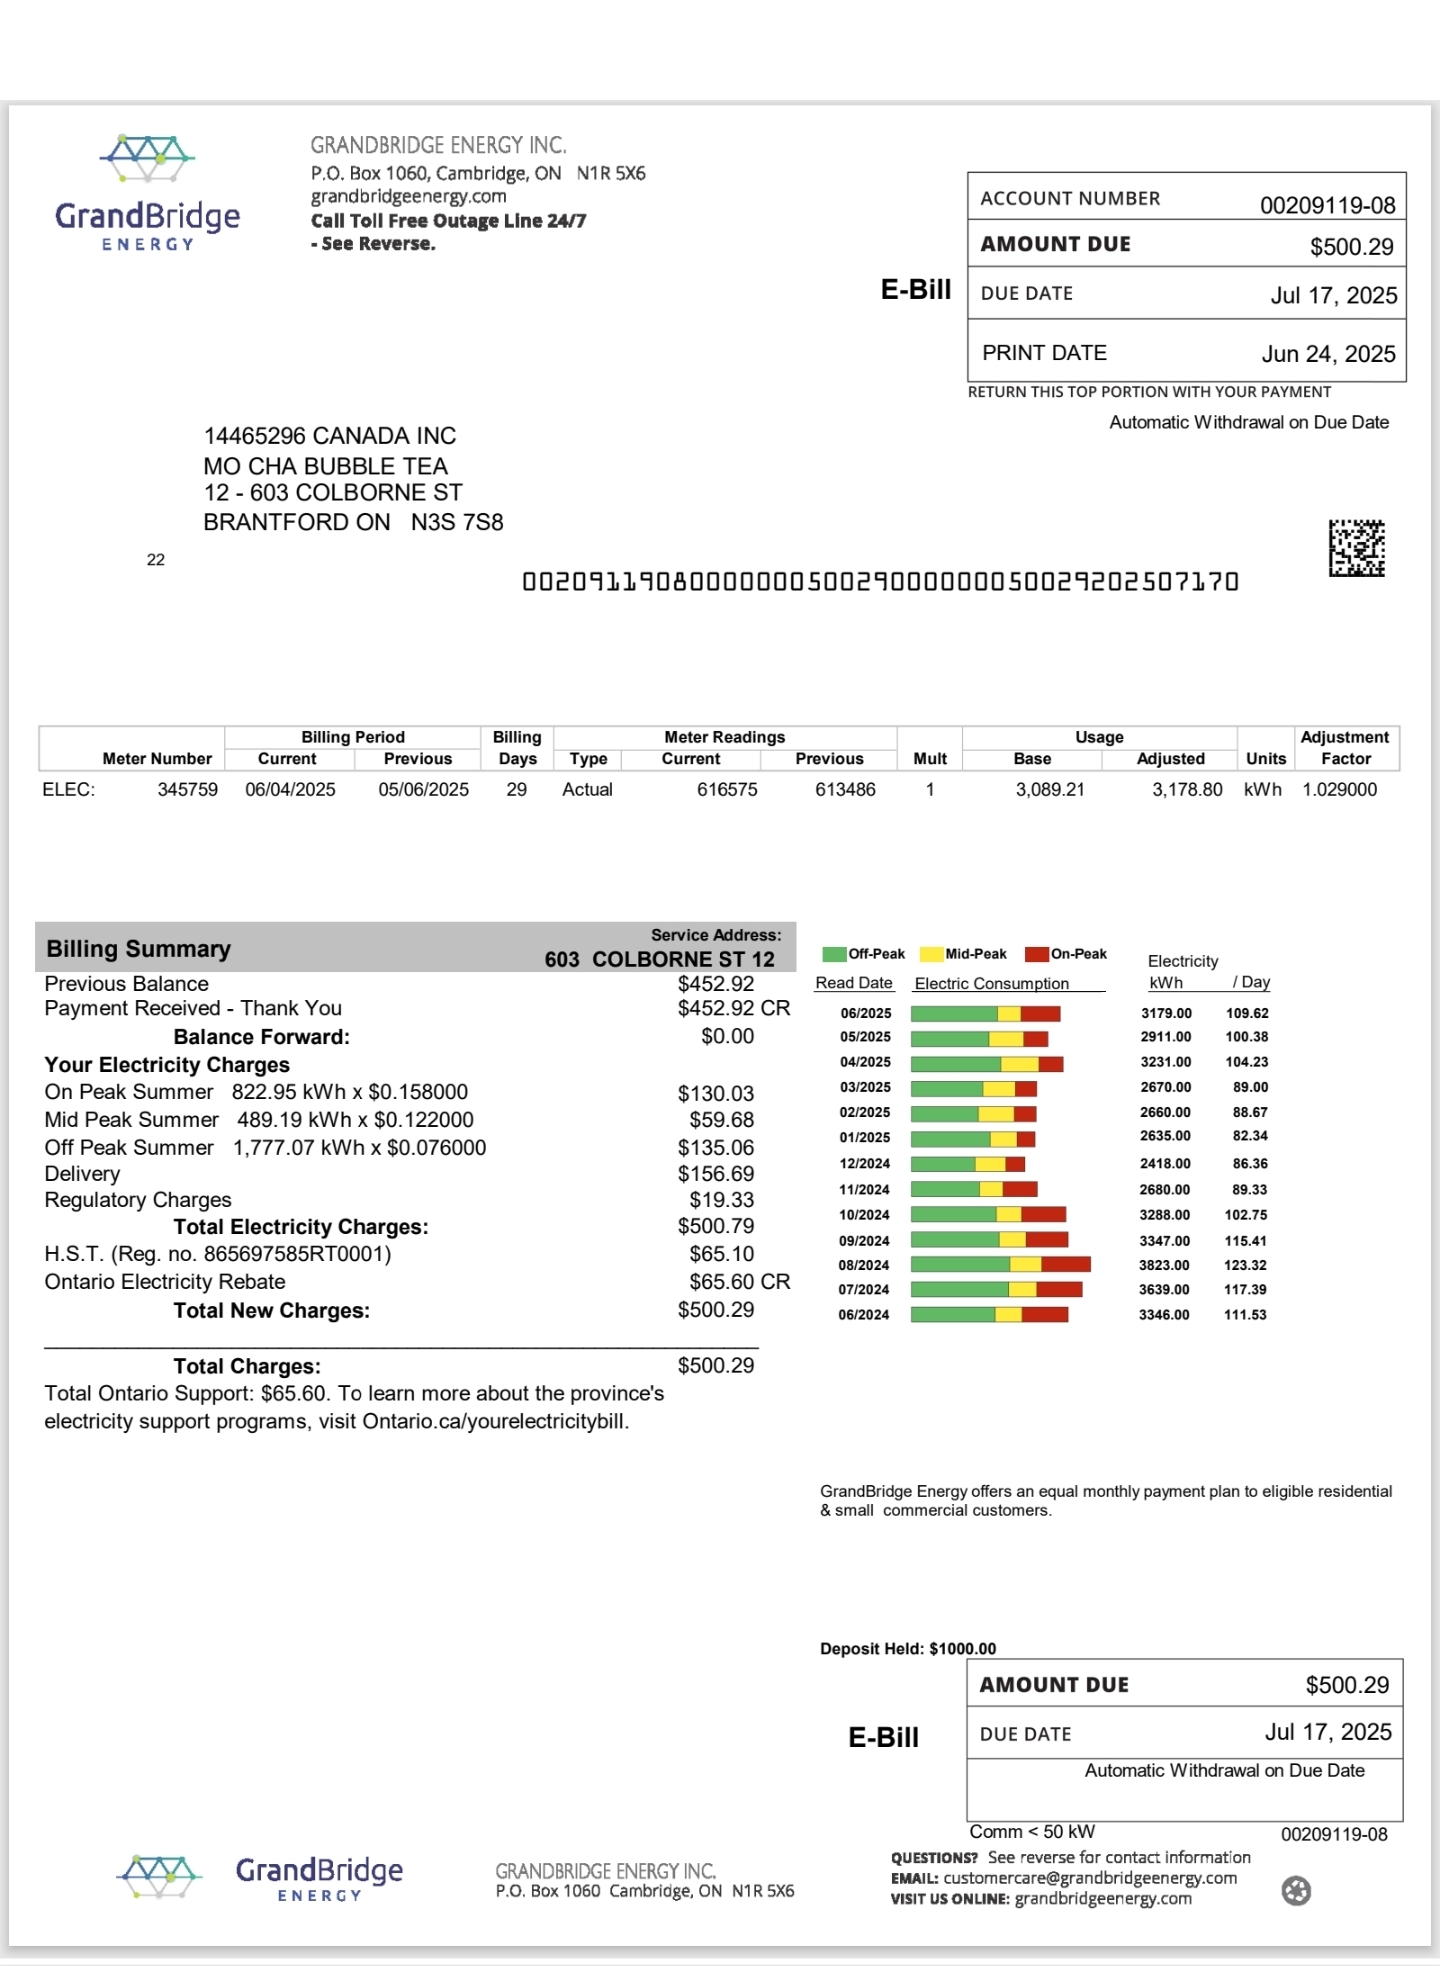 GrandBridge
ENERGY
GRANDBRIDGE ENERGY INC.
P.O. Box 1060, Cambridge, ON N1R 5X6
grandbridgeenergy.com
Call Toll Free Outage Line 24/7
- See Reverse.
E-Bill
ACCOUNT NUMBER 00209119-08
AMOUNT DUE $500.29
DUE DATE Jul 17, 2025
PRINT DATE Jun 24, 2025
RETURN THIS TOP PORTION WITH YOUR PAYMENT
Automatic Withdrawal on Due Date
14465296 CANADA INC
MO CHA BUBBLE TEA
12 - 603 COLBORNE ST
BRANTFORD ON N3S 7S8
22
0020911908000000050029000000050029202507170
Billing Period Billing Meter Readings Usage Adjustment
Meter Number Current Previous Days Type Current Previous Mult Base Adjusted Units Factor
ELEC: 345759 06/04/2025 05/06/2025 29 Actual 616575 613486 1 3,089.21 3,178.80 kWh 1.029000
Billing Summary
Service Address:
603 COLBORNE ST 12
Previous Balance $452.92
Payment Received - Thank You $452.92 CR
Balance Forward: $0.00
Your Electricity Charges
On Peak Summer 822.95 kWh x $0.158000 $130.03
Mid Peak Summer 489.19 kWh x $0.122000 $59.68
Off Peak Summer 1,777.07 kWh x $0.076000 $135.06
Delivery $156.69
Regulatory Charges $19.33
Total Electricity Charges: $500.79
H.S.T. (Reg. no. 865697585RT0001) $65.10
Ontario Electricity Rebate $65.60 CR
Total New Charges: $500.29
Total Charges: $500.29
Total Ontario Support: $65.60. To learn more about the province's
electricity support programs, visit Ontario.ca/yourelectricitybill.
Off-Peak Mid-Peak On-Peak
Electricity
Read Date Electric Consumption kWh / Day
06/2025 3179.00 109.62
05/2025 2911.00 100.38
04/2025 3231.00 104.23
03/2025 2670.00 89.00
02/2025 2660.00 88.67
01/2025 2635.00 82.34
12/2024 2418.00 86.36
11/2024 2680.00 89.33
10/2024 3288.00 102.75
09/2024 3347.00 115.41
08/2024 3823.00 123.32
07/2024 3639.00 117.39
06/2024 3346.00 111.53
GrandBridge Energy offers an equal monthly payment plan to eligible residential
& small commercial customers.
Deposit Held: $1000.00
E-Bill
AMOUNT DUE $500.29
DUE DATE Jul 17, 2025
Automatic Withdrawal on Due Date
Comm < 50 kW 00209119-08
GrandBridge
ENERGY
GRANDBRIDGE ENERGY INC.
P.O. Box 1060 Cambridge, ON N1R 5X6
QUESTIONS? See reverse for contact information
EMAIL: customercare@grandbridgeenergy.com
VISIT US ONLINE: grandbridgeenergy.com